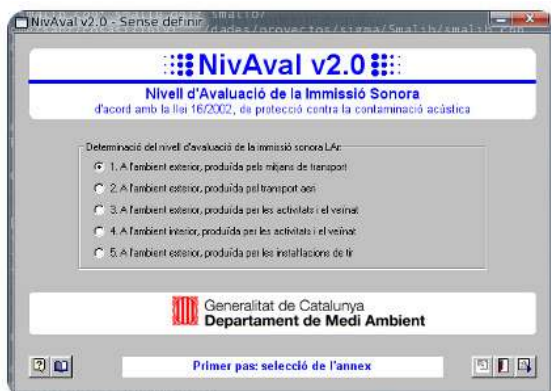 NivAval v2.0 - Sense definir
NivAval v2.0
Nivell d'Avaluació de la Immissió Sonora
d'acord amb la llei 16/2002, de protecció contra la contaminació acústica
Determinació del nivell d'avaluació de la immissió sonora LAr:
1. A l'ambient exterior, produïda pels mitjans de transport
2. A l'ambient exterior, produïda pel transport aeri
3. A l'ambient exterior, produïda per les activitats i el veïnat
4. A l'ambient interior, produïda per les activitats i el veïnat
5. A l'ambient exterior, produïda per les instal·lacions de tir
Generalitat de Catalunya
Departament de Medi Ambient
Primer pas: selecció de l'annex